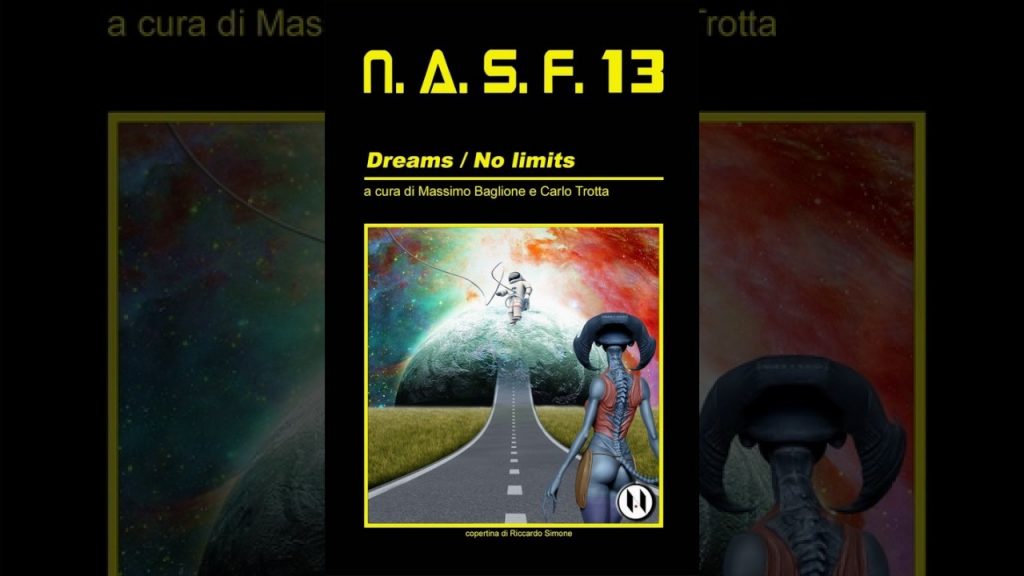 a cura di Mas
Trotta
N. A. S. F. 13
Dreams / No limits
a cura di Massimo Baglione e Carlo Trotta
copertina di Riccardo Simone